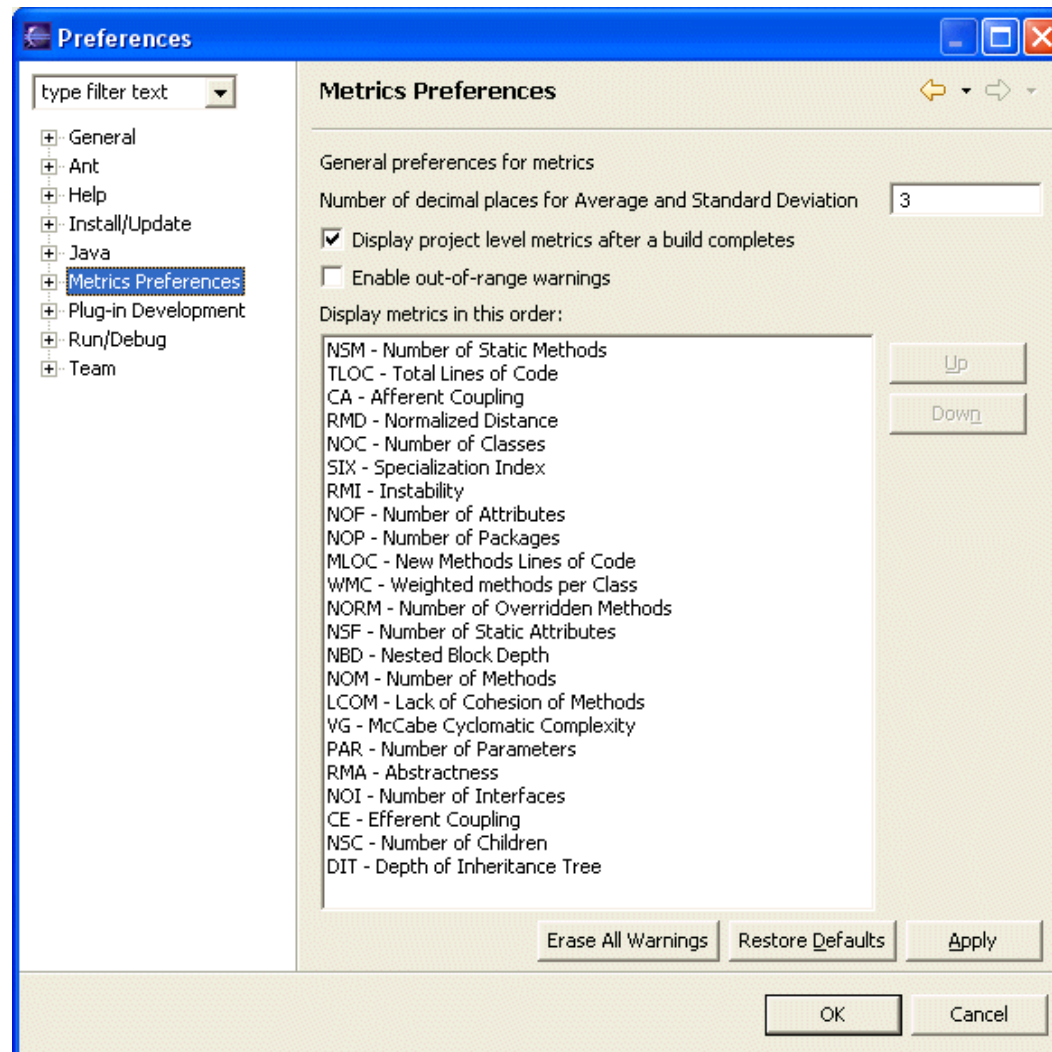 Preferences
type filter text
General
Ant
Help
Install/Update
Java
Metrics Preferences
Plug-in Development
Run/Debug
Team
Metrics Preferences
General preferences for metrics
Number of decimal places for Average and Standard Deviation 3
Display project level metrics after a build completes
Enable out-of-range warnings
Display metrics in this order:
NSM - Number of Static Methods
TLOC - Total Lines of Code
CA - Afferent Coupling
RMD - Normalized Distance
NOC - Number of Classes
SIX - Specialization Index
RMI - Instability
NOF - Number of Attributes
NOP - Number of Packages
MLOC - New Methods Lines of Code
WMC - Weighted methods per Class
NORM - Number of Overridden Methods
NSF - Number of Static Attributes
NBD - Nested Block Depth
NOM - Number of Methods
LCOM - Lack of Cohesion of Methods
VG - McCabe Cyclomatic Complexity
PAR - Number of Parameters
RMA - Abstractness
NOI - Number of Interfaces
CE - Efferent Coupling
NSC - Number of Children
DIT - Depth of Inheritance Tree
Up
Down
Erase All Warnings Restore Defaults Apply
OK Cancel